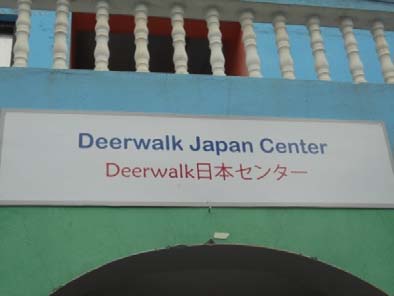 Deerwalk Japan Center
Deerwalk日本センター